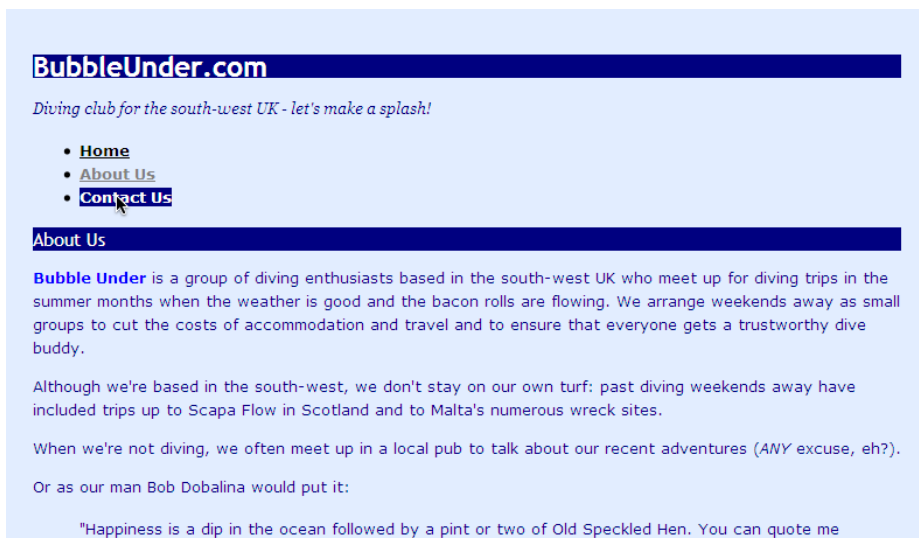 BubbleUnder.com
Diving club for the south-west UK - let's make a splash!
• Home
• About Us
• Contact Us
About Us
Bubble Under is a group of diving enthusiasts based in the south-west UK who meet up for diving trips in the
summer months when the weather is good and the bacon rolls are flowing. We arrange weekends away as small
groups to cut the costs of accommodation and travel and to ensure that everyone gets a trustworthy dive
buddy.
Although we're based in the south-west, we don't stay on our own turf: past diving weekends away have
included trips up to Scapa Flow in Scotland and to Malta's numerous wreck sites.
When we're not diving, we often meet up in a local pub to talk about our recent adventures (ANY excuse, eh?).
Or as our man Bob Dobalina would put it:
"Happiness is a dip in the ocean followed by a pint or two of Old Speckled Hen. You can quote me